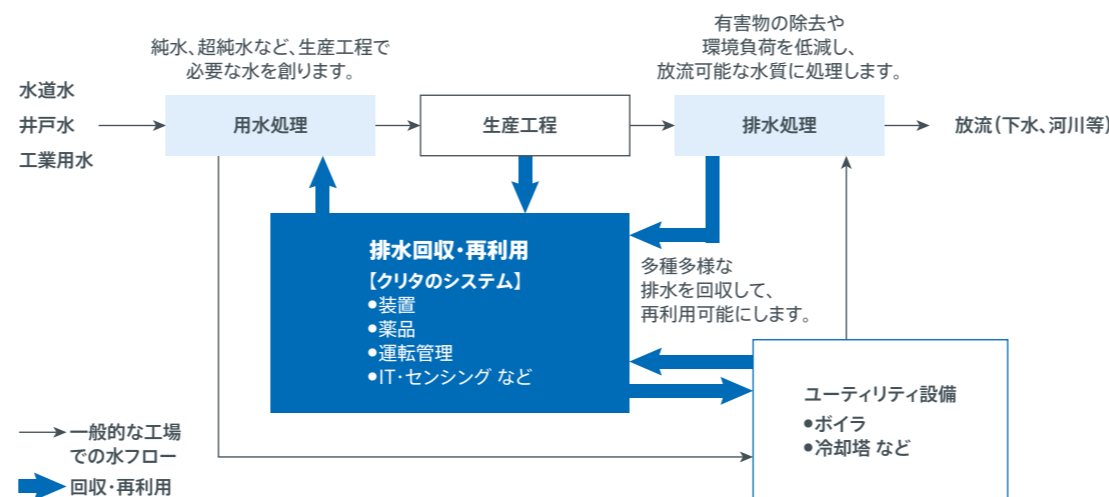 純水、超純水など、生産工程で
必要な水を創ります。
有害物の除去や
環境負荷を低減し、
放流可能な水質に処理します。
水道水
井戸水
工業用水
用水処理
生産工程
排水処理
放流(下水、河川等)
排水回収・再利用
【クリタのシステム】
●装置
●薬品
●運転管理
●IT・センシング など
多種多様な
排水を回収して、
再利用可能にします。
ユーティリティ設備
●ボイラ
●冷却塔 など
一般的な工場
での水フロー
回収・再利用